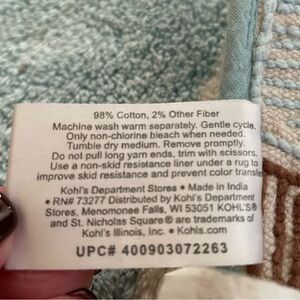 98% Cotton, 2% Other Fiber
Machine wash warm separately. Gentle cycle.
Only non-chlorine bleach when needed.
Tumble dry medium. Remove promptly.
Do not pull long yarn ends, trim with scissors.
Use a non-skid resistance liner under a rug to
improve skid resistance and prevent color transfer
Kohl's Department Stores • Made in India
• RN# 73277 Distributed by Kohl's Department
Stores, Menomonee Falls, WI 53051 KOHL'S®
and St. Nicholas Square® are trademarks of
Kohl's Illinois, Inc. • Kohls.com
UPC# 400903072263